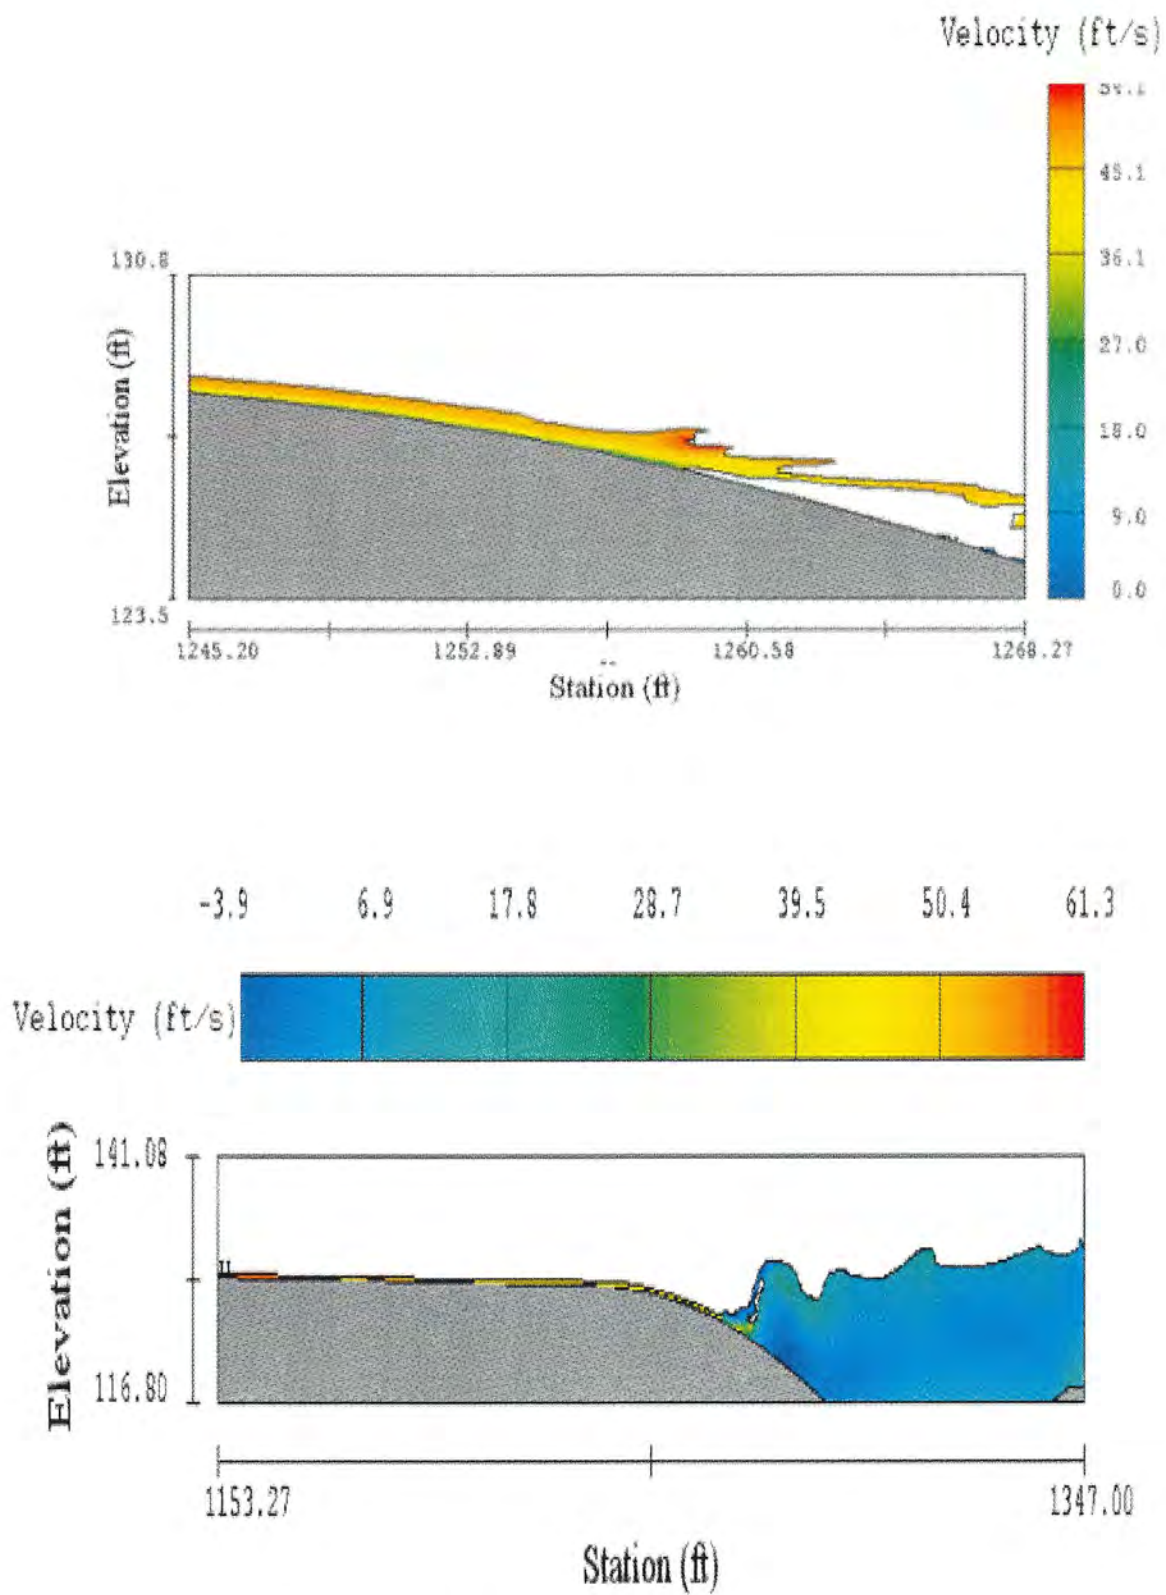 Velocity (ft/s)
45.1
36.1
27.0
18.0
9.0
0.0
130.8
Elevation (ft)
123.5
1245.20 1252.89 1260.58 1268.27
Station (ft)
-3.9 6.9 17.8 28.7 39.5 50.4 61.3
Velocity (ft/s)
141.08
Elevation (ft)
116.80
1153.27 1347.00
Station (ft)